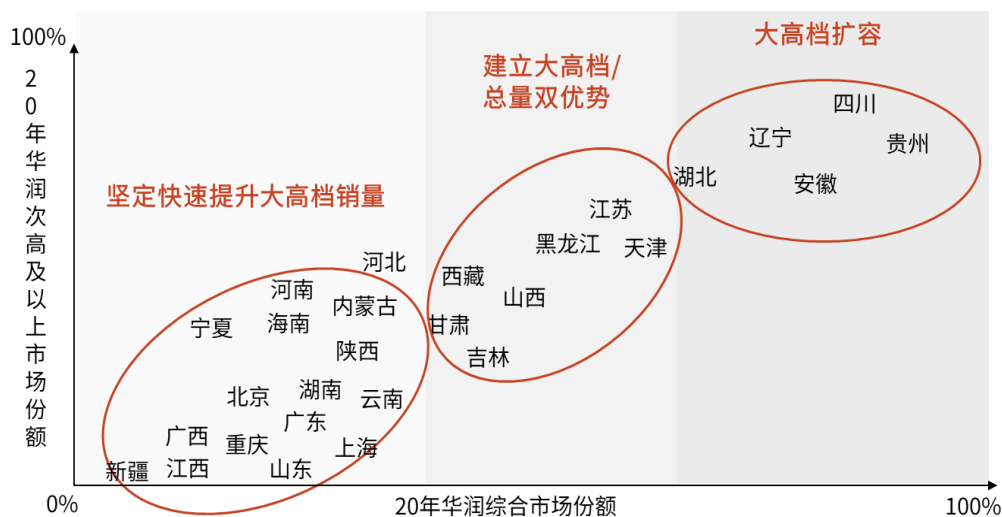 100%
20年华润次高及以上市场份额
大高档扩容
建立大高档/
总量双优势
坚定快速提升大高档销量
四川
辽宁
贵州
湖北
安徽
江苏
黑龙江
天津
河北
西藏
河南
山西
内蒙古
宁夏
海南
甘肃
陕西
吉林
北京
湖南
云南
广东
广西
重庆
上海
新疆
江西
山东
0%
20年华润综合市场份额
100%